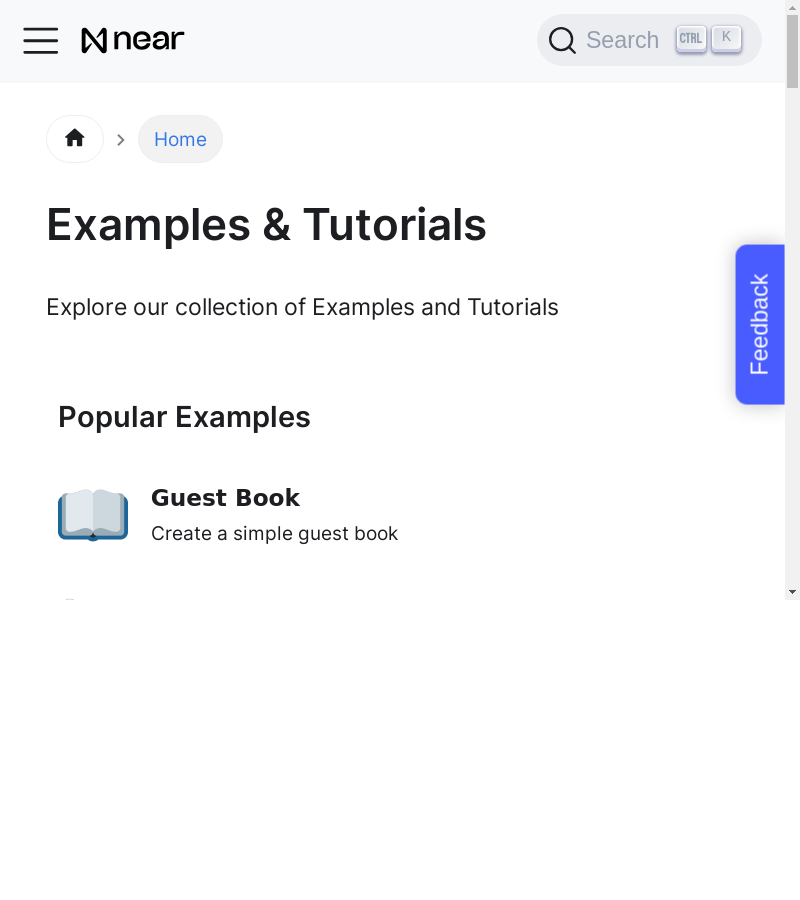 near
Search CTRL K
Home
Examples & Tutorials
Explore our collection of Examples and Tutorials
Feedback
Popular Examples
Guest Book
Create a simple guest book